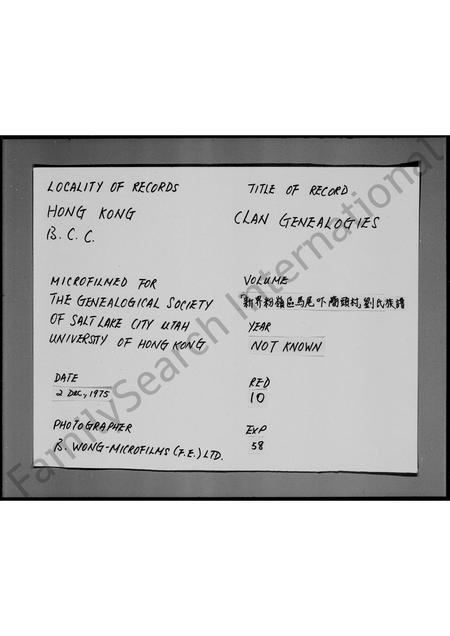 LOCALITY OF RECORDS
HONG KONG
B. C. C.
TITLE OF RECORD
CLAN GENEALOGIES
MICROFILMED FOR
THE GENEALOGICAL SOCIETY
OF SALT LAKE CITY UTAH
UNIVERSTY OF HONG KONG
VOLUME
「新界粉嶺區馬尾吓嶺頭村」劉氏族譜
YEAR
NOT KNOWN
DATE
2 DEC., 1975
RED
10
PHOTOGRAPHER
B. WONG-MICROFILMS (F.E.) LTD.
EXP
58
FamilySearch International